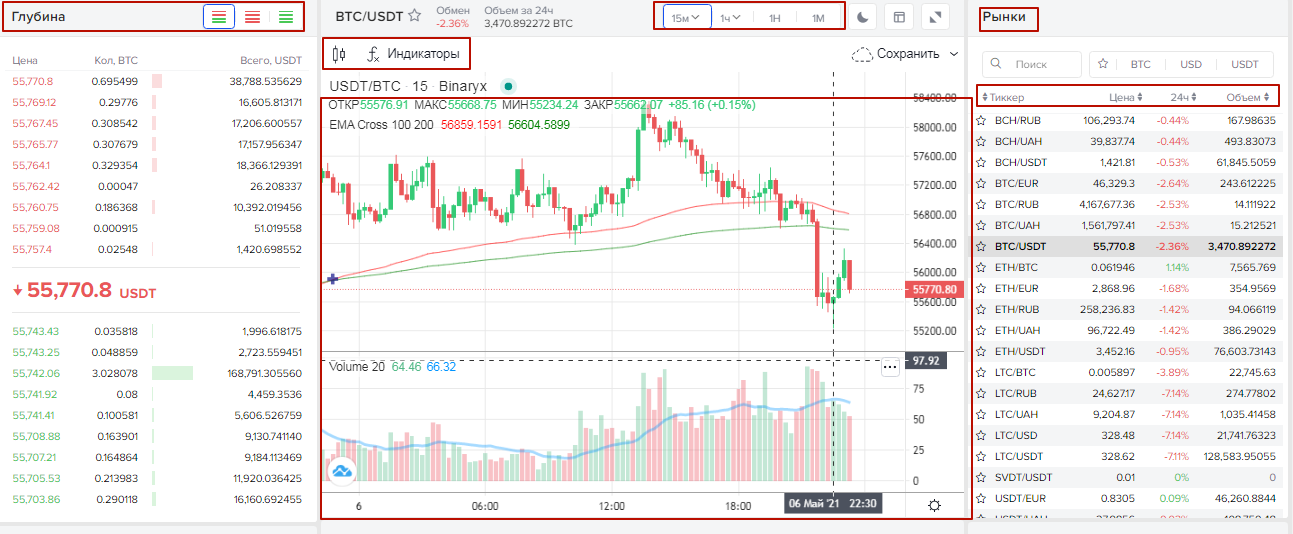 Глубина
Цена Кол, BTC Всего, USDT
55,770.8 0.695499 38,788.535629
55,769.12 0.29776 16,605.813171
55,767.45 0.308542 17,206.600557
55,765.77 0.307679 17,157.956347
55,764.1 0.329354 18,366.129391
55,762.42 0.00047 26.208337
55,760.75 0.186368 10,392.019456
55,759.08 0.000915 51.019558
55,757.4 0.02548 1,420.698552
55,770.8 USDT
55,743.43 0.035818 1,996.618175
55,743.25 0.048859 2,723.559451
55,742.06 3.028078 168,791.305560
55,741.92 0.08 4,459.3536
55,741.41 0.100581 5,606.526759
55,708.88 0.163901 9,130.741140
55,707.21 0.164864 9,184.113469
55,705.53 0.213983 11,920.036425
55,703.86 0.290118 16,160.692455
BTC/USDT Обмен Объем за 24ч
-2.36% 3,470.892272 BTC
15м 1ч 1H 1M
Индикаторы Сохранить
USDT/BTC · 15 · Binaryx
ОТКР55576.91 МАКС55668.75 МИН55234.24 ЗАКР55662.07 +85.16 (+0.15%)
EMA Cross 100 200 56859.1591 56604.5899
58400.00
58000.00
57600.00
57200.00
56800.00
56400.00
56000.00
55770.80
55600.00
55200.00
Volume 20 64.46 66.32
97.92
75
50
25
0
6 06:00 12:00 18:00 06 Май '21 22:30
Рынки
Поиск BTC USD USDT
Тиккер Цена 24ч Объем
BCH/RUB 106,293.74 -0.44% 167.98635
BCH/UAH 39,837.74 -0.44% 493.83073
BCH/USDT 1,421.81 -0.53% 61,845.5059
BTC/EUR 46,329.3 -2.64% 243.612225
BTC/RUB 4,167,677.36 -2.53% 14.111922
BTC/UAH 1,561,797.41 -2.53% 15.212521
BTC/USDT 55,770.8 -2.36% 3,470.892272
ETH/BTC 0.061946 1.14% 7,565.769
ETH/EUR 2,868.96 -1.68% 354.9569
ETH/RUB 258,236.83 -1.42% 94.066119
ETH/UAH 96,722.49 -1.42% 386.29029
ETH/USDT 3,452.16 -0.95% 76,603.73143
LTC/BTC 0.005897 -3.89% 22,745.63
LTC/RUB 24,627.17 -7.14% 274.77802
LTC/UAH 9,204.87 -7.14% 1,035.41458
LTC/USD 328.48 -7.14% 21,741.76323
LTC/USDT 328.62 -7.11% 128,583.95055
SVDT/USDT 0.01 0% 0
USDT/EUR 0.8305 0.09% 46,260.8844